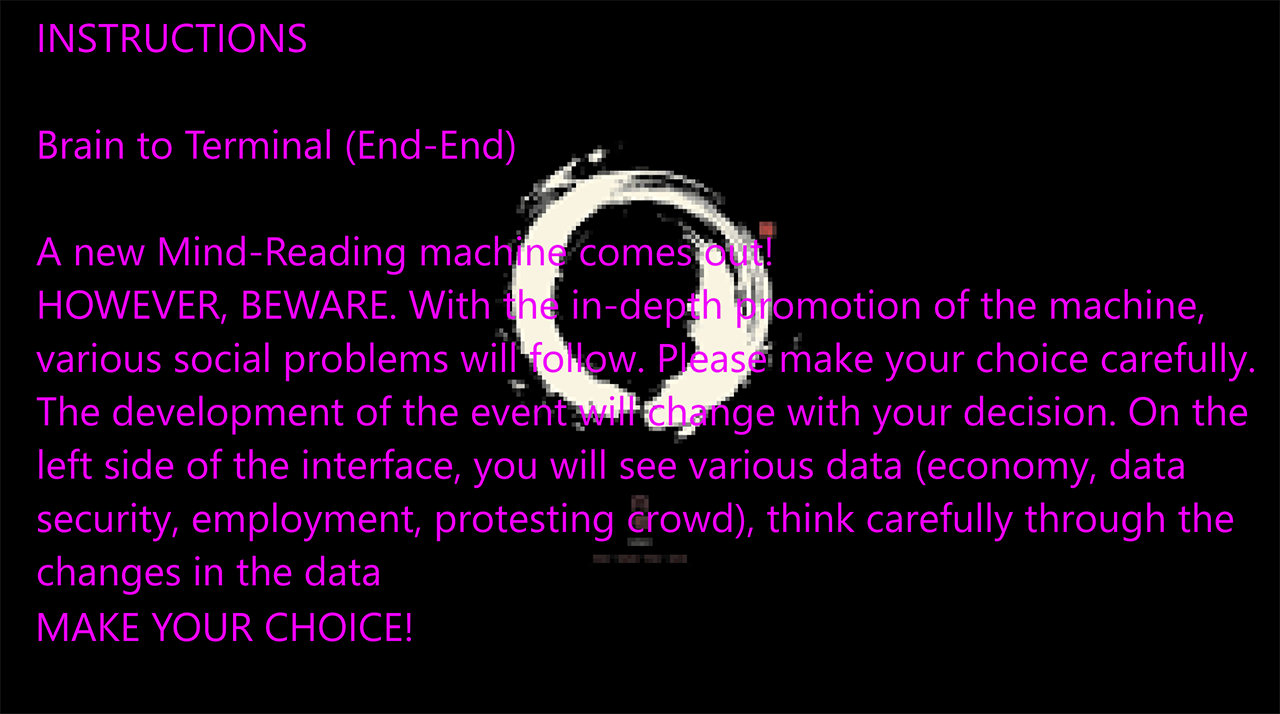 INSTRUCTIONS
Brain to Terminal (End-End)
A new Mind-Reading machine comes out!
HOWEVER, BEWARE. With the in-depth promotion of the machine,
various social problems will follow. Please make your choice carefully.
The development of the event will change with your decision. On the
left side of the interface, you will see various data (economy, data
security, employment, protesting crowd), think carefully through the
changes in the data
MAKE YOUR CHOICE!